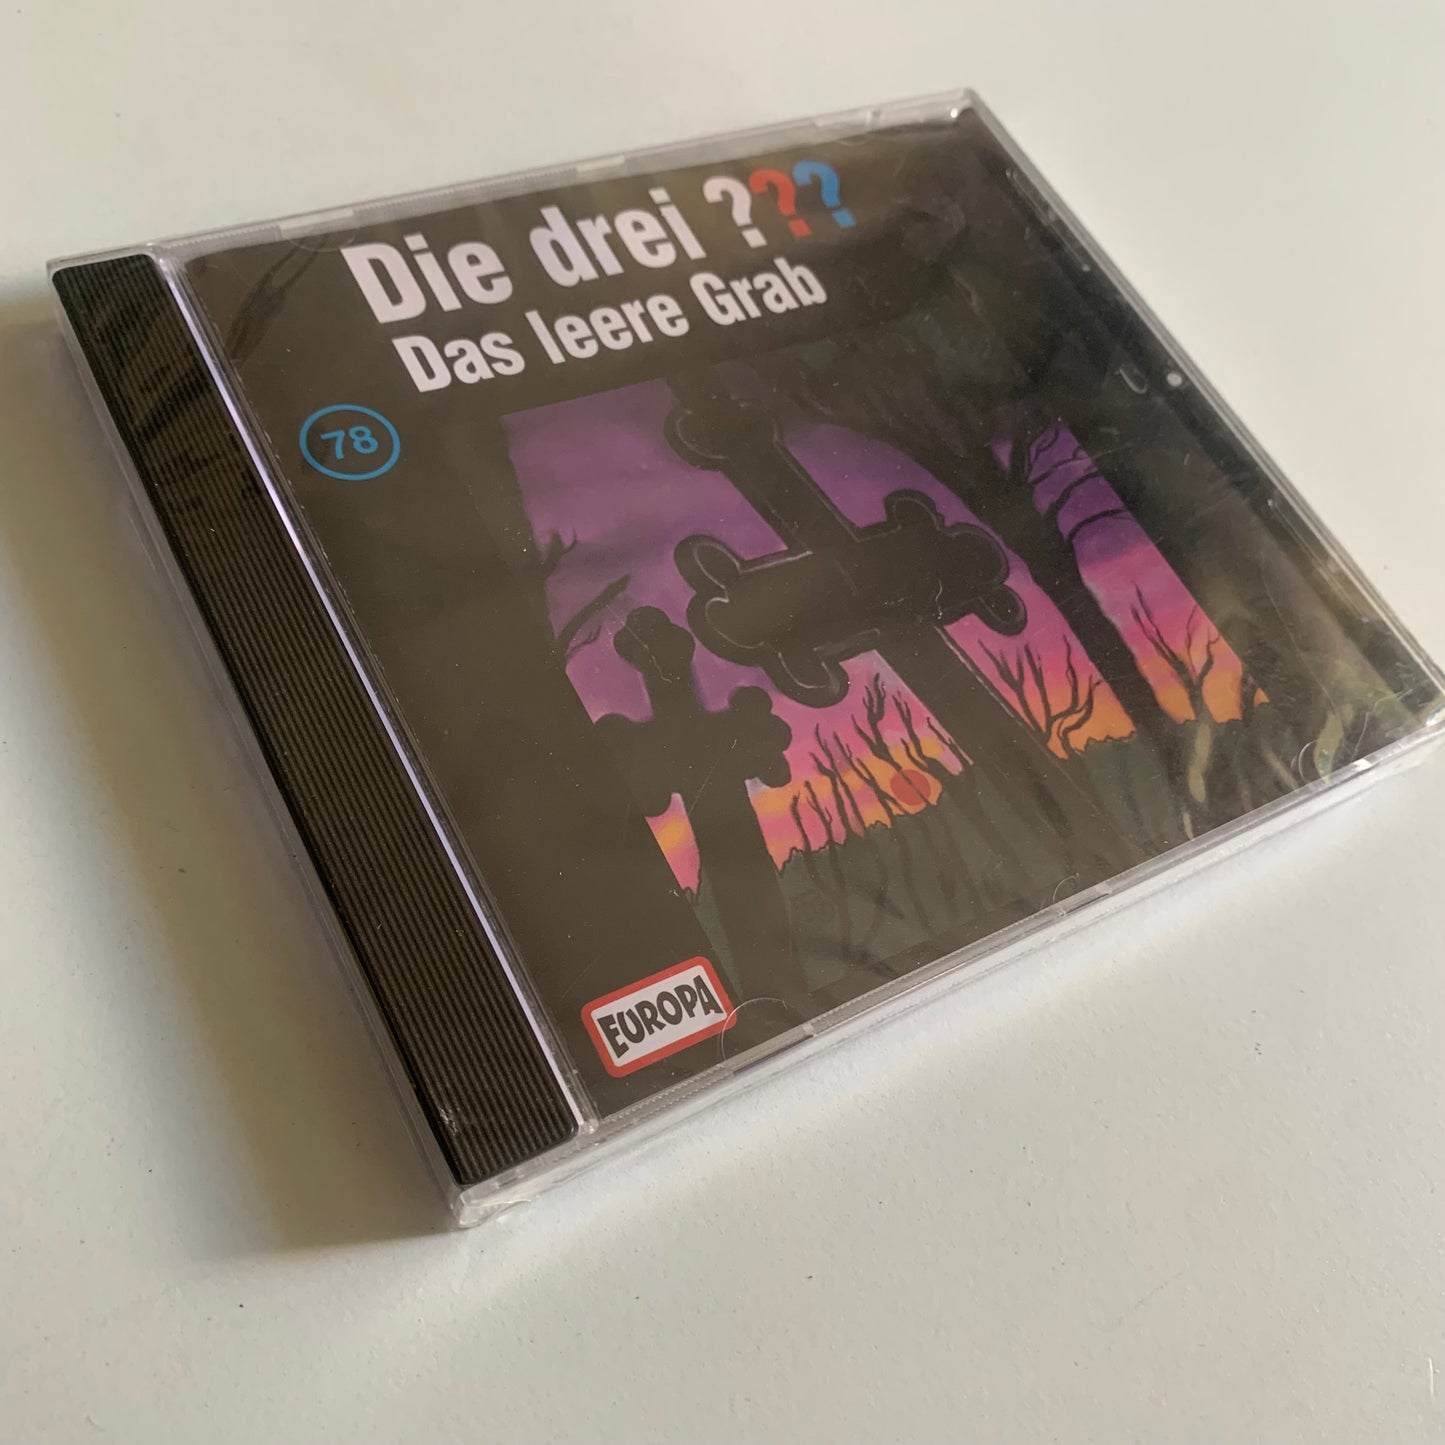 Die drei ???
Das leere Grab
78
EUROPA